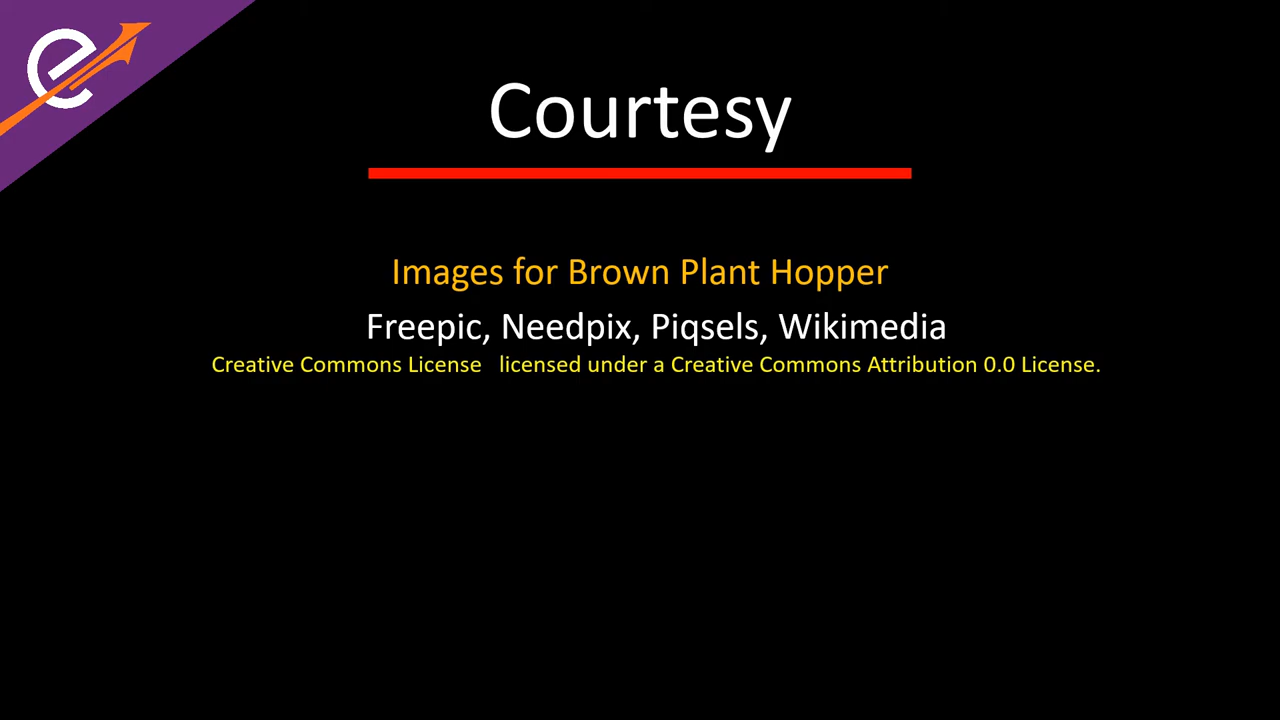 e
Courtesy
Images for Brown Plant Hopper
Freepic, Needpix, Piqsels, Wikimedia
Creative Commons License   licensed under a Creative Commons Attribution 0.0 License.